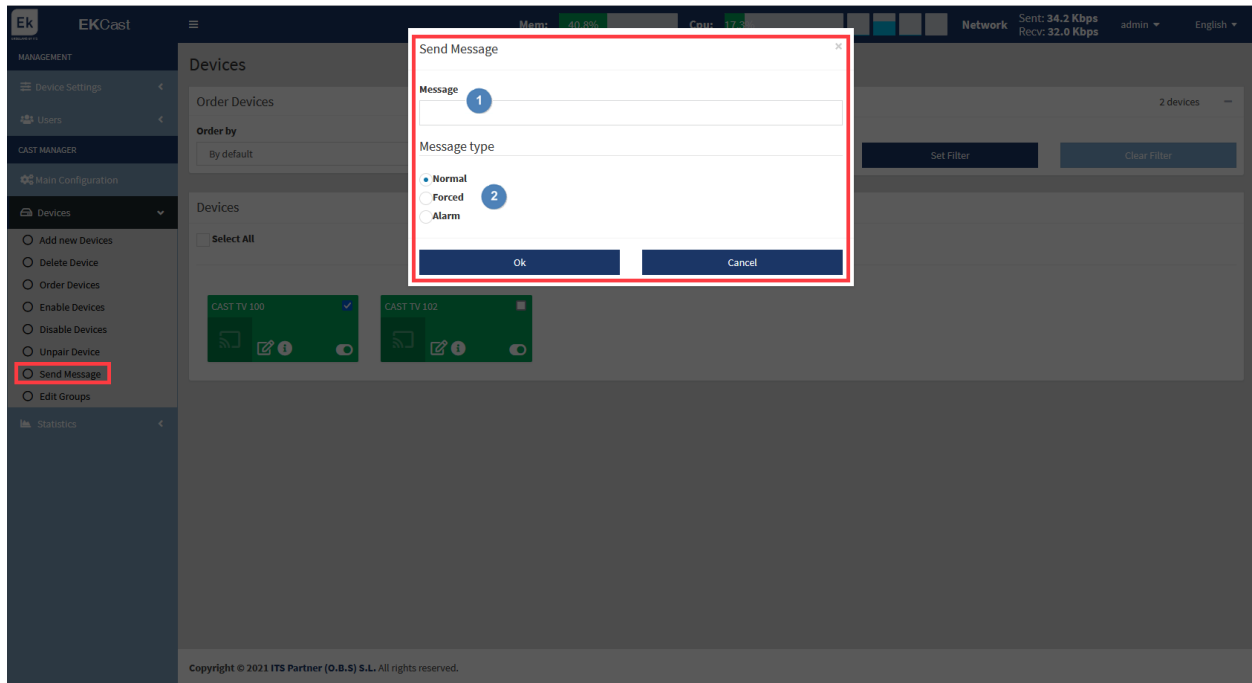 Ek
EKCast
Mem: 40.8%
Cpu: 17.3%
Network
Sent: 34.2 Kbps
Recv: 32.0 Kbps
admin
English
MANAGEMENT
Device Settings
Users
CAST MANAGER
Main Configuration
Devices
Add new Devices
Delete Device
Order Devices
Enable Devices
Disable Devices
Unpair Device
Send Message
Edit Groups
Statistics
Devices
Order Devices
2 devices
Order by
By default
Set Filter
Clear Filter
Devices
Select All
CAST TV 100
CAST TV 102
Send Message
×
Message
1
Message type
Normal
Forced
2
Alarm
Ok
Cancel
Copyright © 2021 ITS Partner (O.B.S) S.L. All rights reserved.